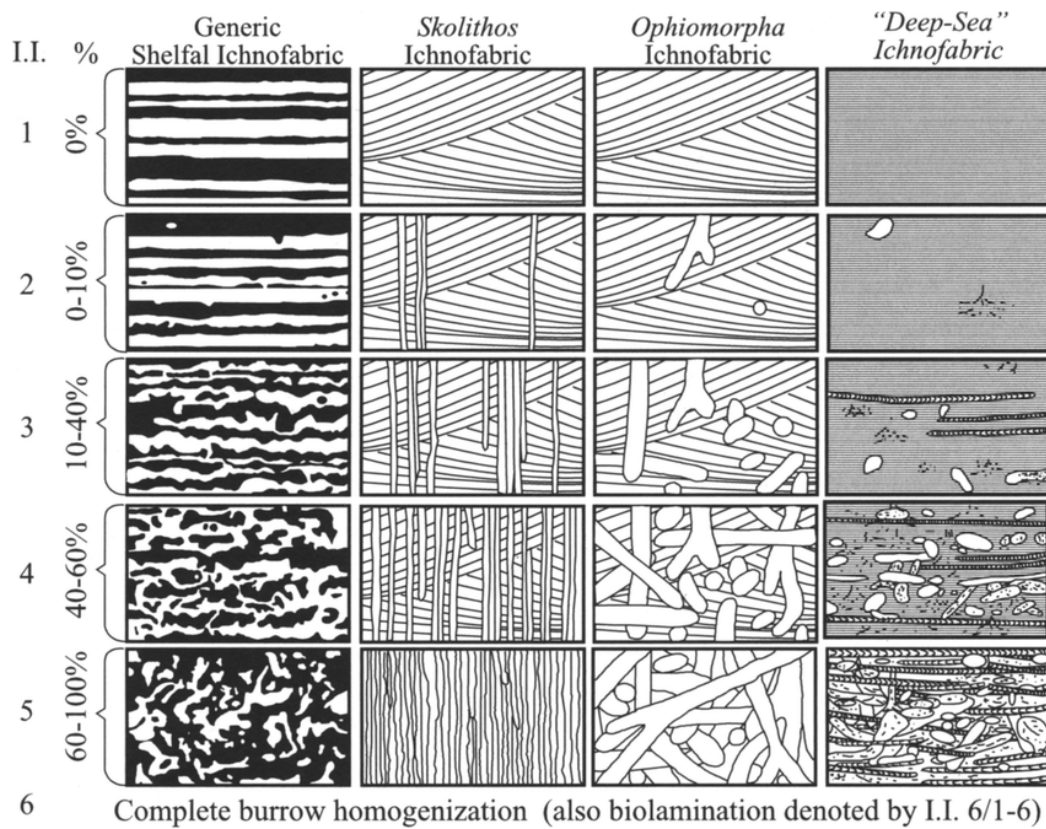 Generic
Shelfal Ichnofabric
Skolithos
Ichnofabric
Ophiomorpha
Ichnofabric
“Deep-Sea”
Ichnofabric
I.I. %
1 0%
2 0-10%
3 10-40%
4 40-60%
5 60-100%
6 Complete burrow homogenization (also biolamination denoted by I.I. 6/1-6)